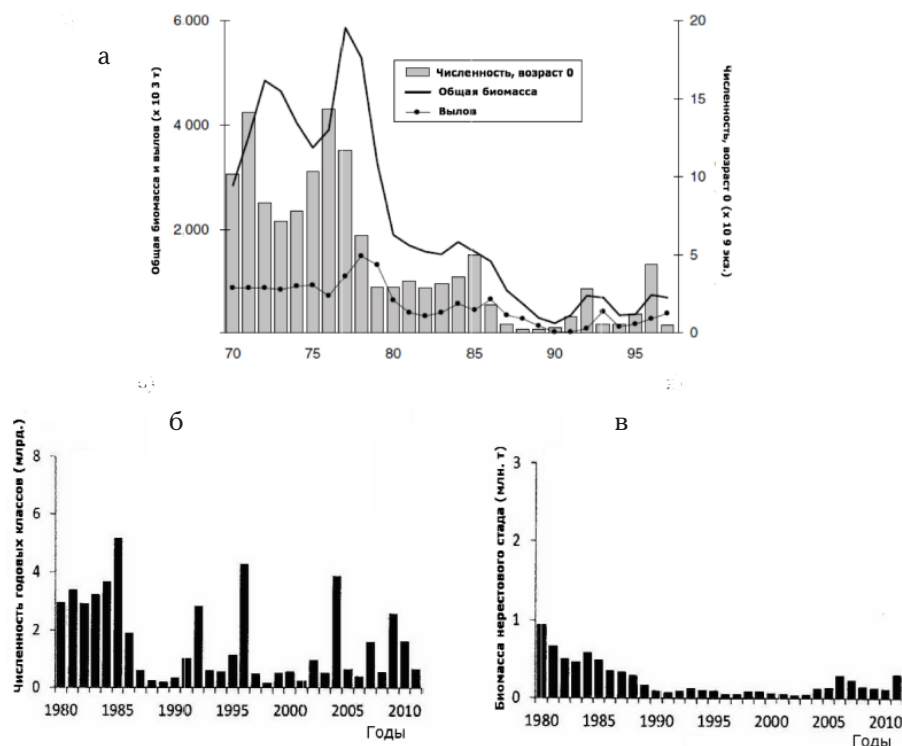 а
6 000
4 000
2 000
0
Общая биомасса и вылов (х 10 3 т)
Численность, возраст 0
Общая биомасса
Вылов
20
15
10
5
0
Численность, возраст 0 (х 10 9 экз.)
70 75 80 85 90 95
б
Численность годовых классов (млрд.)
8
6
4
2
0
1980 1985 1990 1995 2000 2005 2010
Годы
в
Биомасса нерестового стада (млн. т)
3
2
1
0
1980 1985 1990 1995 2000 2005 2010
Годы